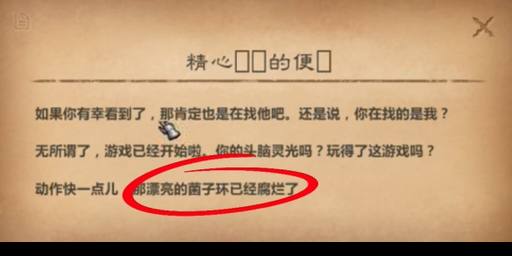 精心□□的便□
如果你有幸看到了，那肯定也是在找他吧。还是说，你在找的是我？
无所谓了，游戏已经开始啦。你的头脑灵光吗？玩得了这游戏吗？
动作快一点儿，那漂亮的菌子环已经腐烂了